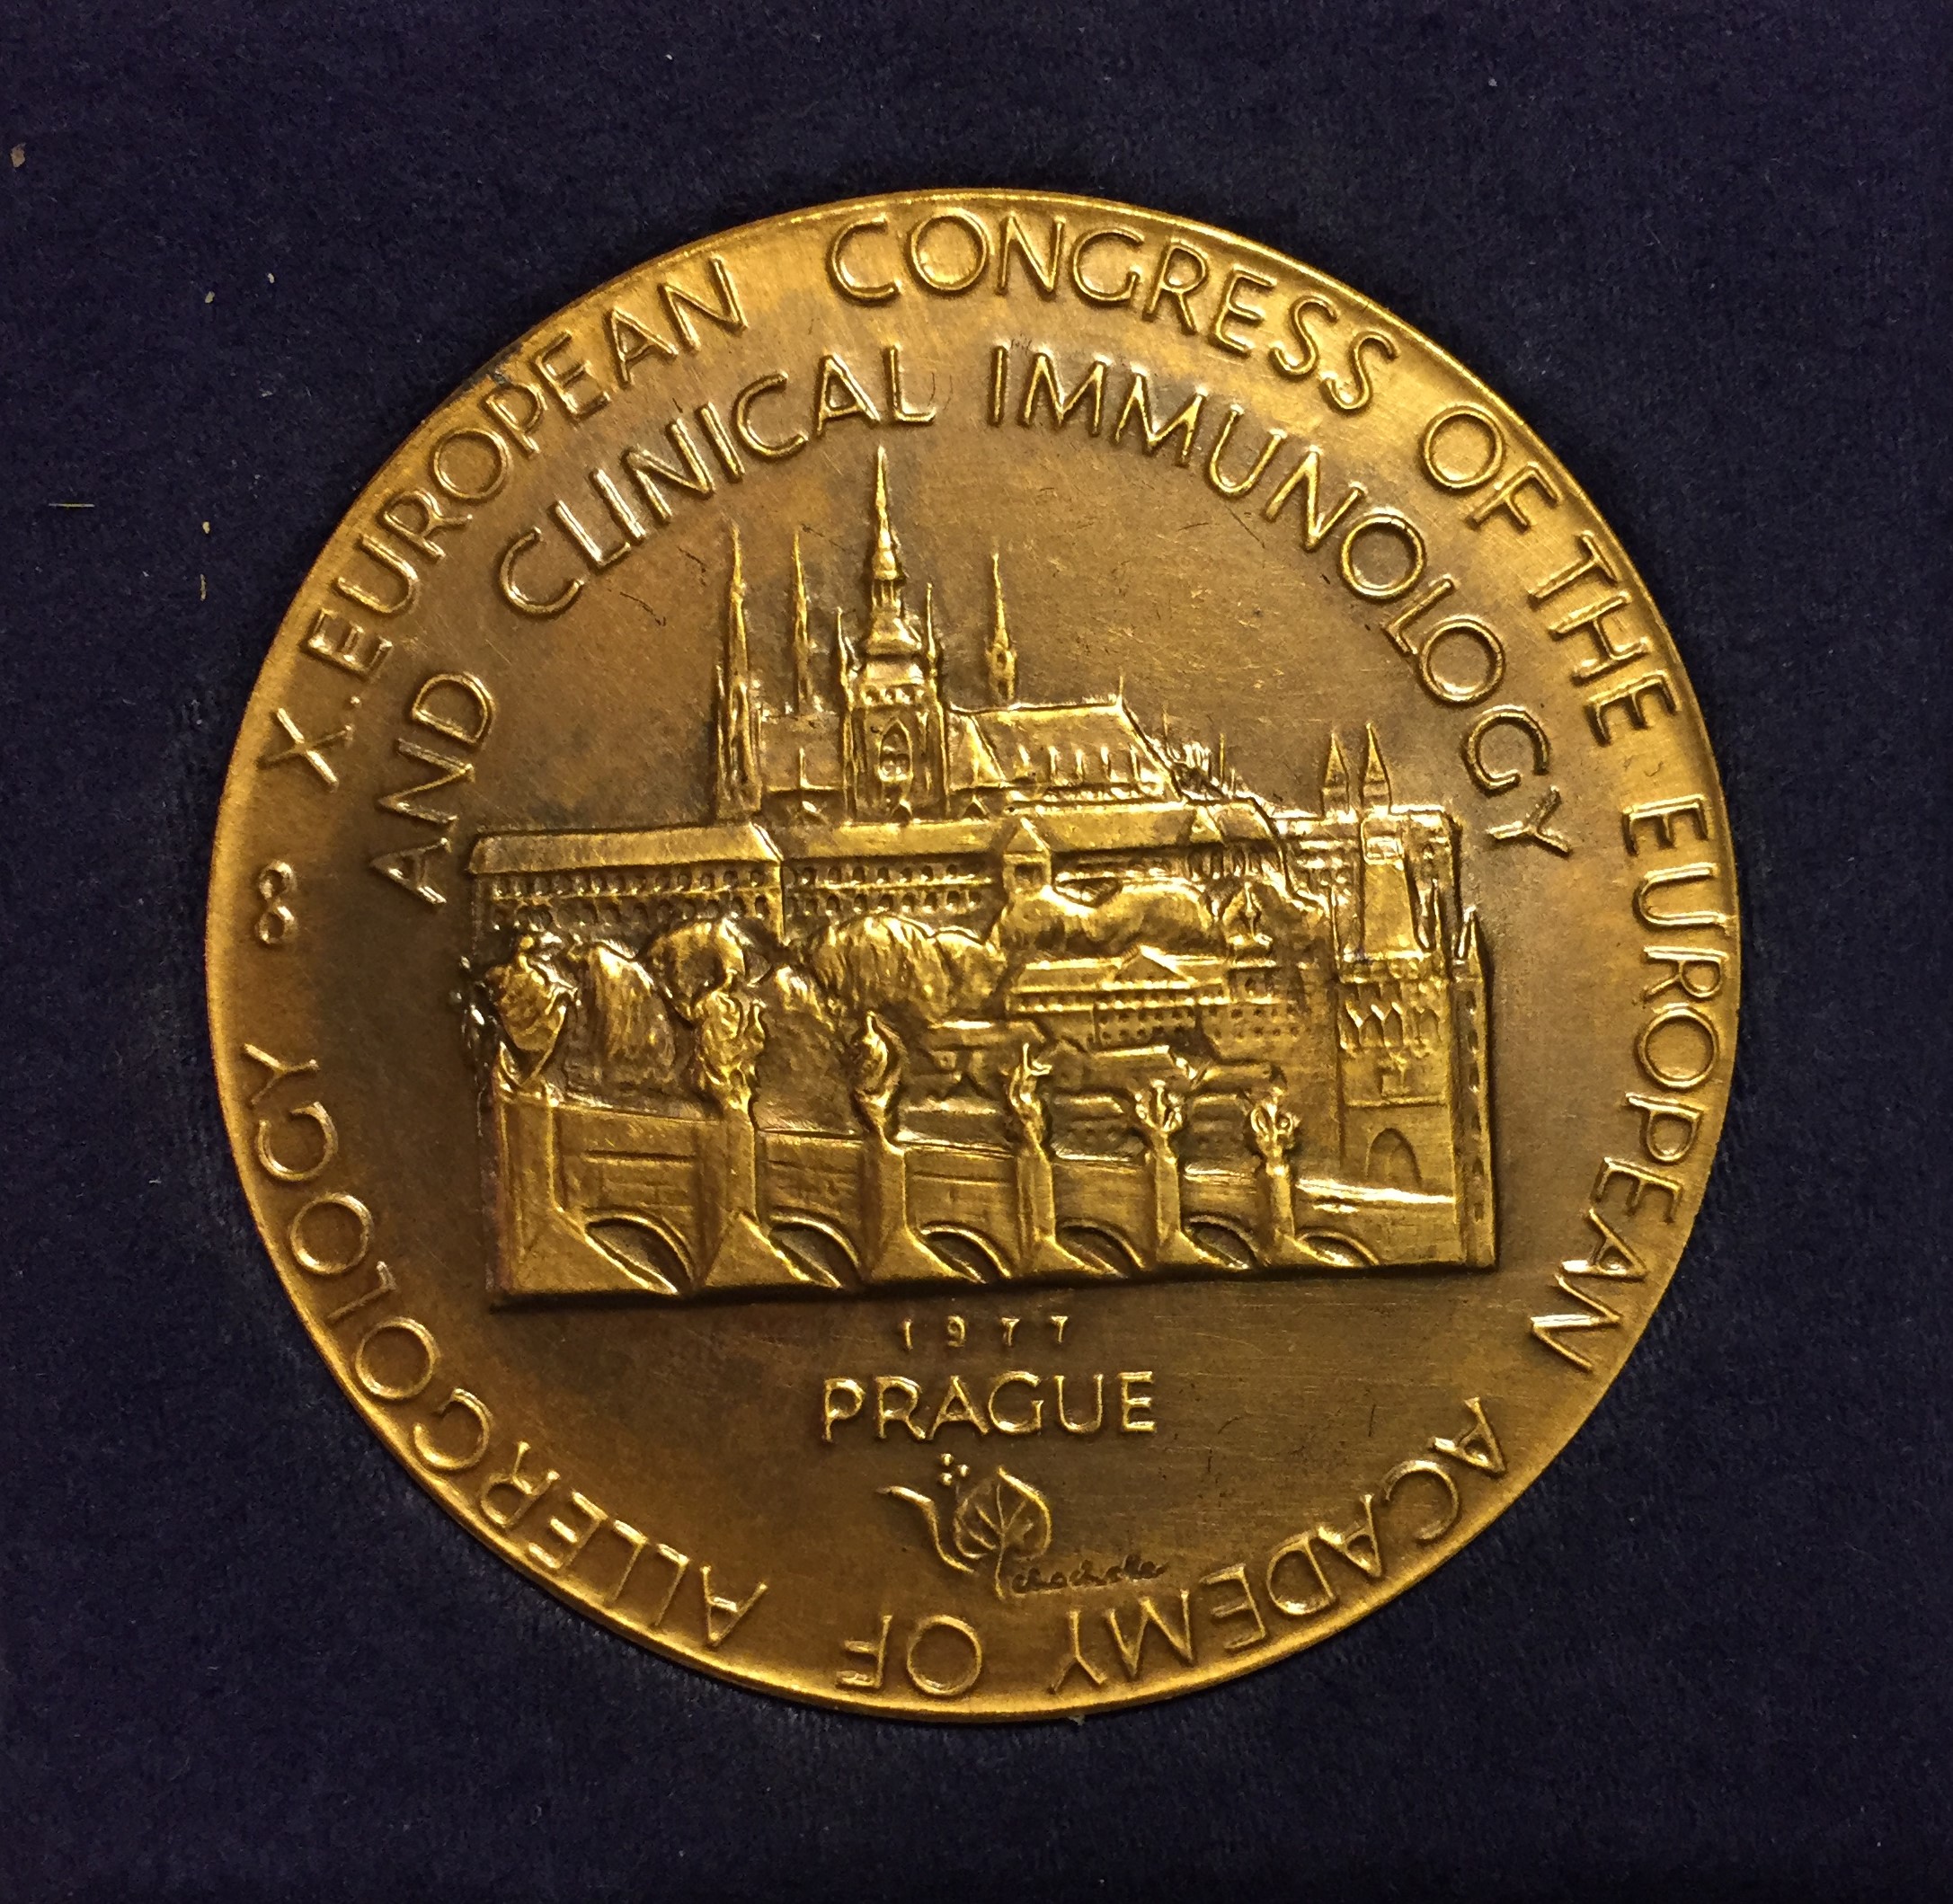 X. EUROPEAN CONGRESS OF THE EUROPEAN ACADEMY OF ALLERGOLOGY
AND CLINICAL IMMUNOLOGY
1977
PRAGUE